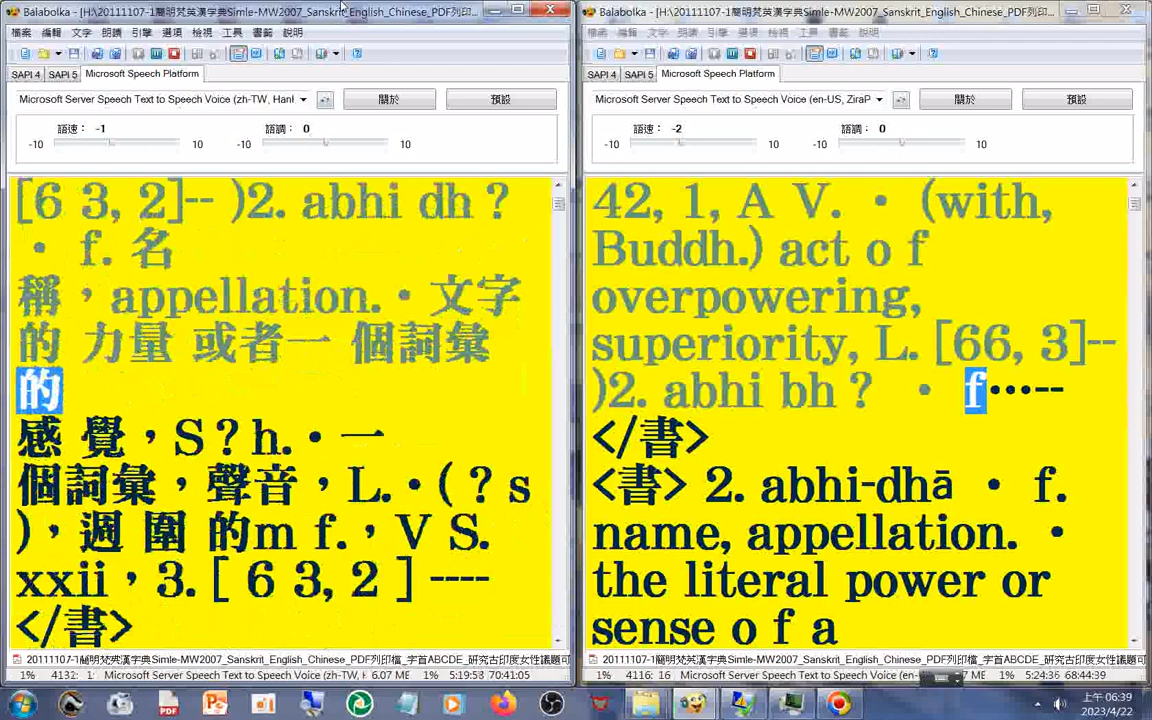 Balabolka - [H:\20111107-1簡明梵英漢字典Simle-MW2007_Sanskrit_English_Chinese_PDF列印...
檔案 編輯 文字 朗讀 引擎 選項 檢視 工具 書籤 說明
SAPI 4 SAPI 5 Microsoft Speech Platform
Microsoft Server Speech Text to Speech Voice (zh-TW, Han
關於 預設
語速： -1 語調： 0
-10 10 -10 10
[6 3, 2]-- )2. abhi dh ?
• f. 名
稱，appellation.•文字
的 力量 或者一 個詞彙
的
感 覺，S?h.•一
個詞彙，聲音，L.•(?s
)，週 圍 的m f.，V S.
xxii，3. [ 6 3, 2 ] ----
</書>
20111107-1簡明梵英漢字典Simle-MW2007_Sanskrit_English_Chinese_PDF列印檔_字首ABCDE_研究古印度女性議題可
1% 4132: 1 Microsoft Server Speech Text to Speech Voice (zh-TW, 6.07 MB 1% 5:19:53 70:41:05
Balabolka - [H:\20111107-1簡明梵英漢字典Simle-MW2007_Sanskrit_English_Chinese_PDF列印...
檔案 編輯 文字 朗讀 引擎 選項 檢視 工具 書籤 說明
SAPI 4 SAPI 5 Microsoft Speech Platform
Microsoft Server Speech Text to Speech Voice (en-US, ZiraP
關於 預設
語速： -2 語調： 0
-10 10 -10 10
42, 1, A V. • (with,
Buddh.) act o f
overpowering,
superiority, L. [66, 3]--
)2. abhi bh ? • f•••--
</書>
<書> 2. abhi-dhā • f.
name, appellation. •
the literal power or
sense o f a
20111107-1簡明梵英漢字典Simle-MW2007_Sanskrit_English_Chinese_PDF列印檔_字首ABCDE_研究古印度女性議題可
1% 4116: 16 Microsoft Server Speech Text to Speech Voice (en-US, 1% 5:24:36 68:44:39
上午 06:39
2023/4/22